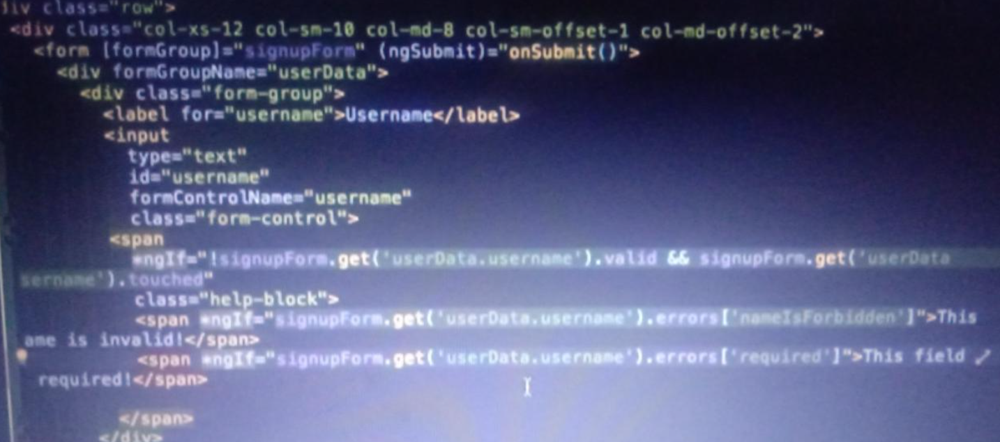 div class="row">
<div class="col-xs-12 col-sm-10 col-md-8 col-sm-offset-1 col-md-offset-2">
<form [formGroup]="signupForm" (ngSubmit)="onSubmit()">
<div formGroupName="userData">
<div class="form-group">
<label for="username">Username</label>
<input
type="text"
id="username"
formControlName="username"
class="form-control">
<span
*ngIf="!signupForm.get('userData.username').valid && signupForm.get('userData
sername').touched"
class="help-block">
<span *ngIf="signupForm.get('userData.username').errors['nameIsForbidden']">This
ame is invalid!</span>
<span *ngIf="signupForm.get('userData.username').errors['required']">This field
required!</span>
</span>
</div>